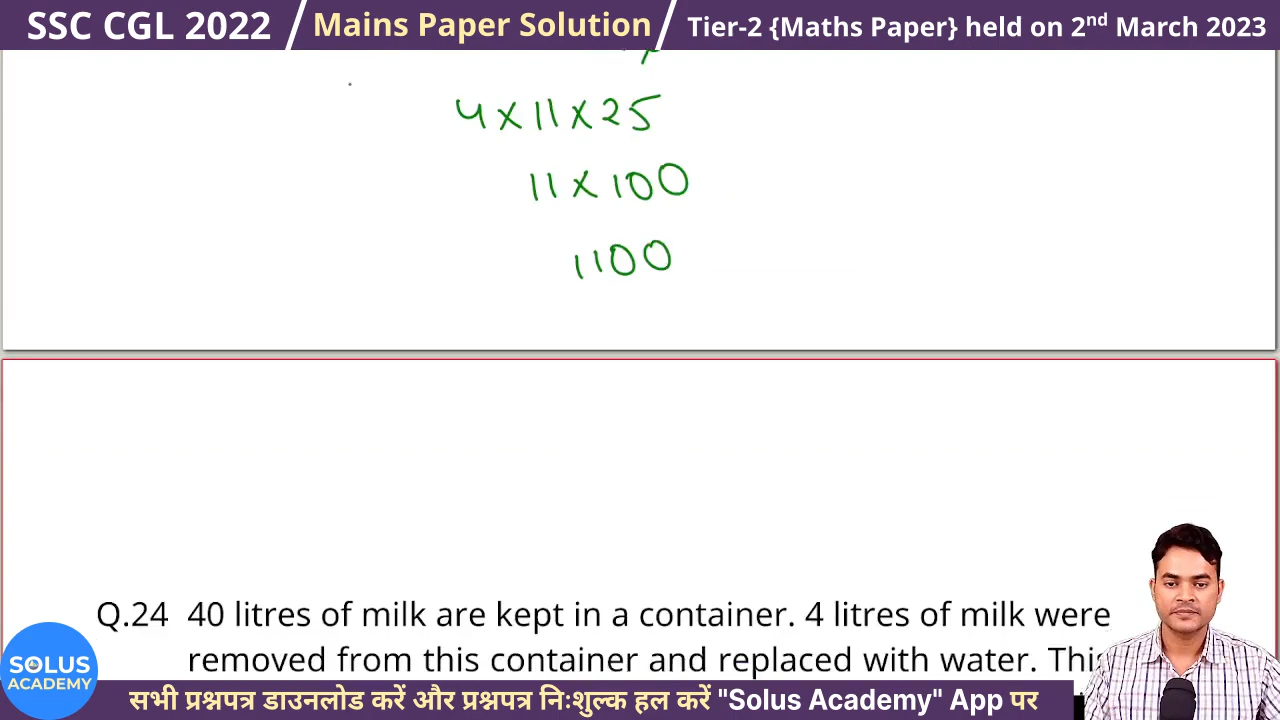 SSC CGL 2022 / Mains Paper Solution / Tier-2 {Maths Paper} held on 2nd March 2023
4 x 11 x 25
11 x 100
1100
Q.24 40 litres of milk are kept in a container. 4 litres of milk were
removed from this container and replaced with water. This
SOLUS
ACADEMY
सभी प्रश्नपत्र डाउनलोड करें और प्रश्नपत्र निःशुल्क हल करें "Solus Academy" App पर